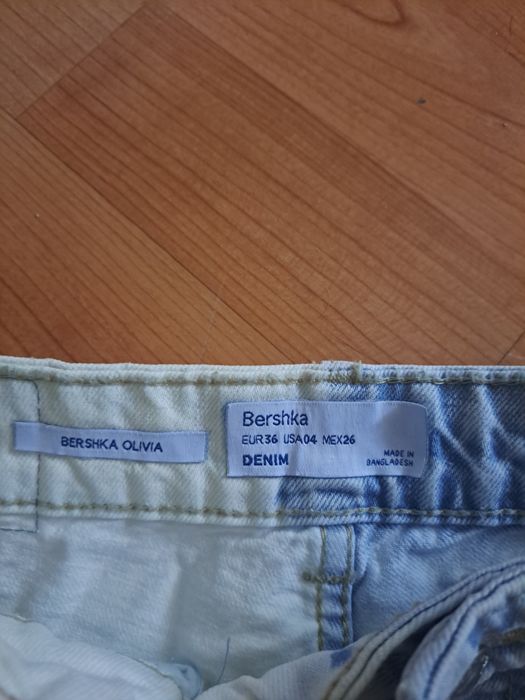 BERSHKA OLIVIA
Bershka
EUR36 USA04 MEX26
DENIM
MADE IN
BANGLADESH